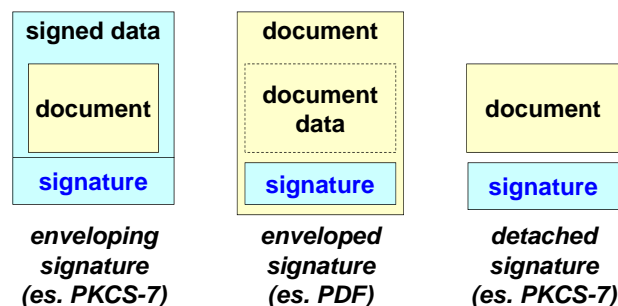 signed data
document
signature
enveloping
signature
(es. PKCS-7)
document
document
data
signature
enveloped
signature
(es. PDF)
document
signature
detached
signature
(es. PKCS-7)